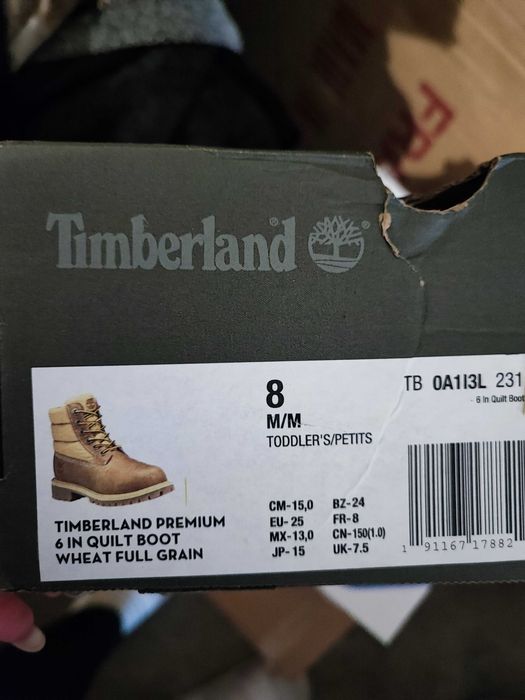 Timberland®
®
TB 0A1I3L 231
- 6 In Quilt Boot
8
M/M
TODDLER'S/PETITS
TIMBERLAND PREMIUM
6 IN QUILT BOOT
WHEAT FULL GRAIN
CM-15,0 BZ-24
EU- 25 FR-8
MX-13,0 CN-150(1.0)
JP- 15 UK-7.5
1 91167 17882